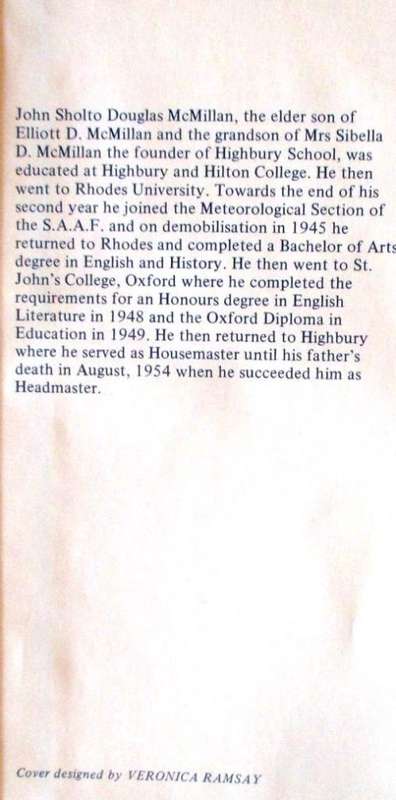 John Sholto Douglas McMillan, the elder son of
Elliott D. McMillan and the grandson of Mrs Sibella
D. McMillan the founder of Highbury School, was
educated at Highbury and Hilton College. He then
went to Rhodes University. Towards the end of his
second year he joined the Meteorological Section of
the S.A.A.F. and on demobilisation in 1945 he
returned to Rhodes and completed a Bachelor of Arts
degree in English and History. He then went to St.
John's College, Oxford where he completed the
requirements for an Honours degree in English
Literature in 1948 and the Oxford Diploma in
Education in 1949. He then returned to Highbury
where he served as Housemaster until his father's
death in August, 1954 when he succeeded him as
Headmaster.
Cover designed by VERONICA RAMSAY